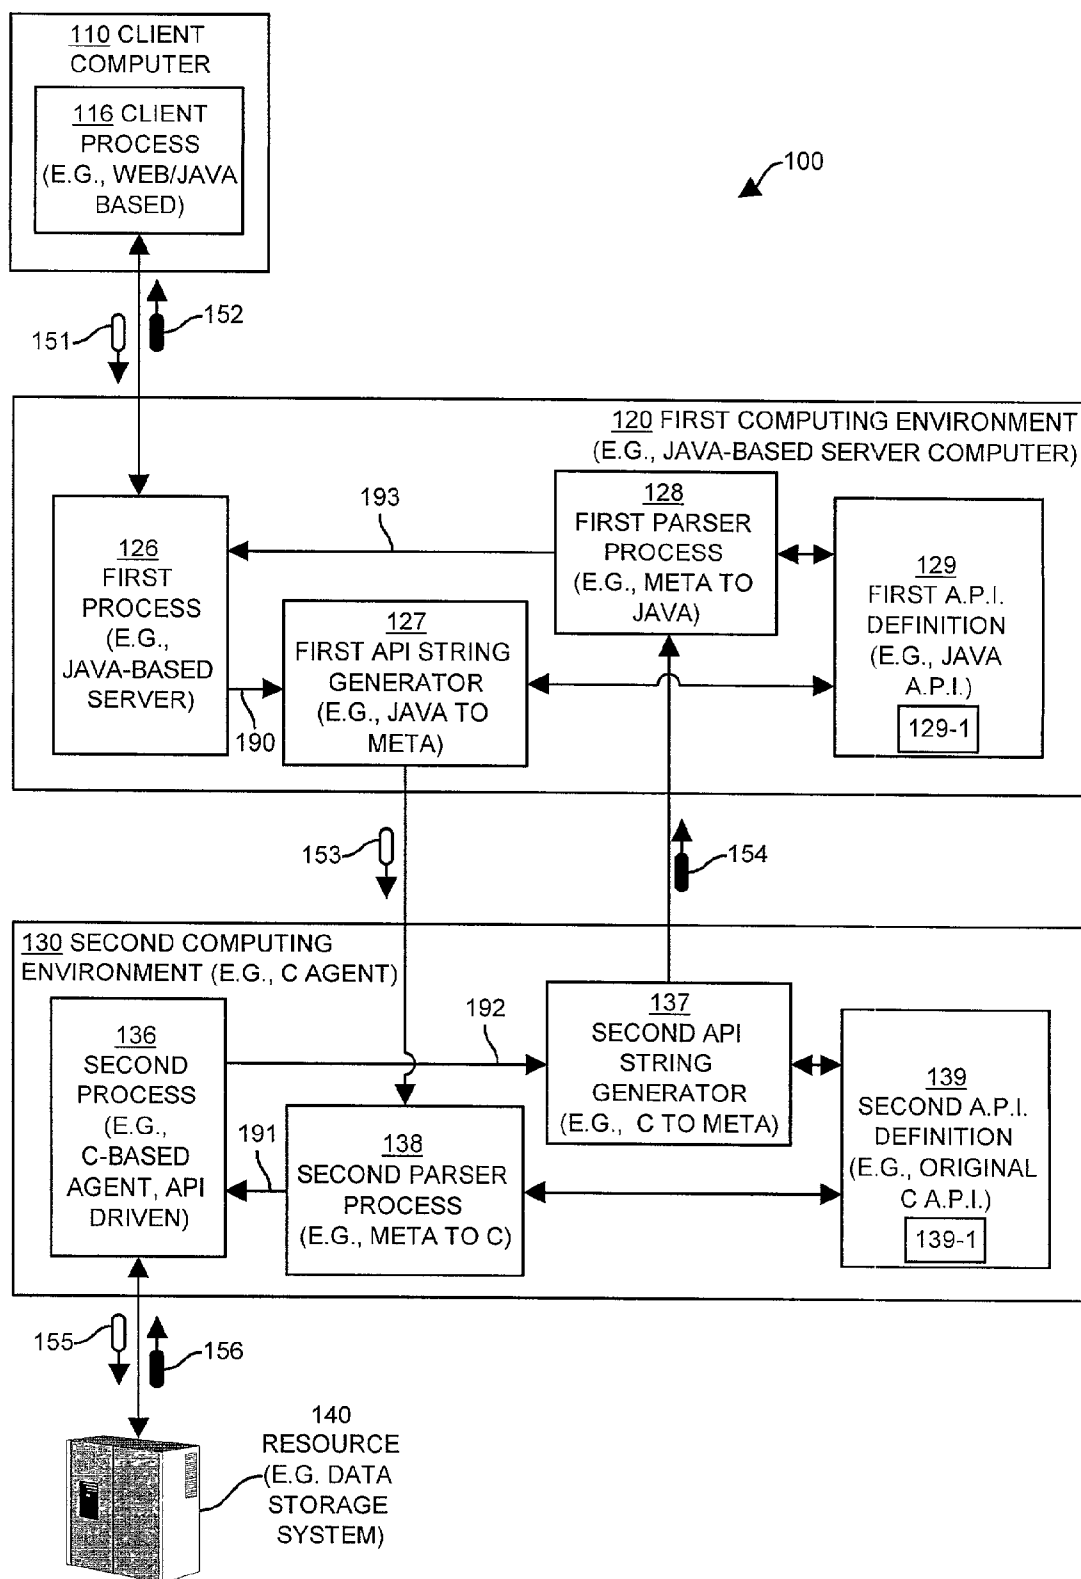 110 CLIENT
COMPUTER
116 CLIENT
PROCESS
(E.G., WEB/JAVA
BASED)
100
151
152
120 FIRST COMPUTING ENVIRONMENT
(E.G., JAVA-BASED SERVER COMPUTER)
193
128
FIRST PARSER
PROCESS
(E.G., META TO
JAVA)
126
FIRST
PROCESS
(E.G.,
JAVA-BASED
SERVER)
127
FIRST API STRING
GENERATOR
(E.G., JAVA TO
META)
129
FIRST A.P.I.
DEFINITION
(E.G., JAVA
A.P.I.)
129-1
190
153
154
130 SECOND COMPUTING
ENVIRONMENT (E.G., C AGENT)
192
137
SECOND API
STRING
GENERATOR
(E.G., C TO META)
136
SECOND
PROCESS
(E.G.,
C-BASED
AGENT, API
DRIVEN)
191
138
SECOND PARSER
PROCESS
(E.G., META TO C)
139
SECOND A.P.I.
DEFINITION
(E.G., ORIGINAL
C A.P.I.)
139-1
155
156
140
RESOURCE
(E.G. DATA
STORAGE
SYSTEM)